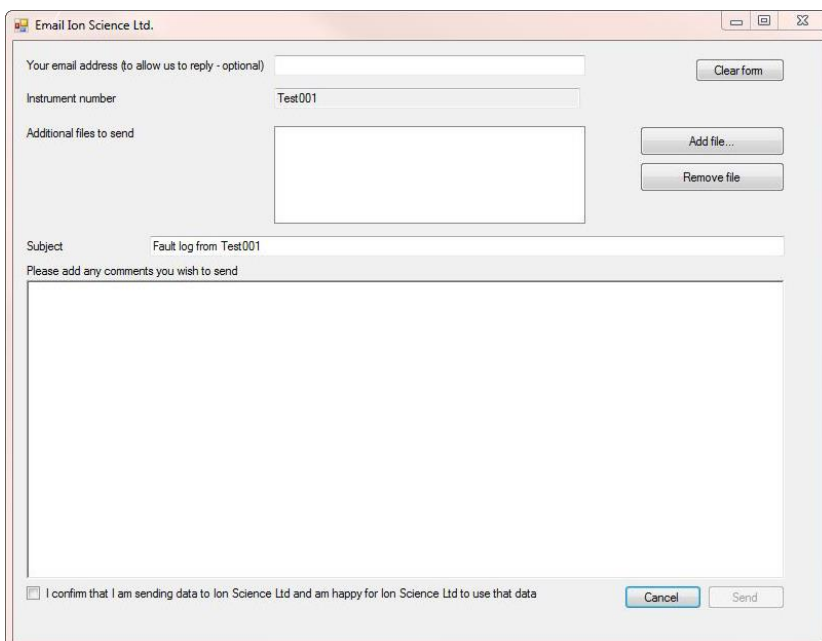 Email Ion Science Ltd.
Your email address (to allow us to reply - optional)
Clear form
Instrument number
Test001
Additional files to send
Add file...
Remove file
Subject
Fault log from Test001
Please add any comments you wish to send
I confirm that I am sending data to Ion Science Ltd and am happy for Ion Science Ltd to use that data
Cancel
Send